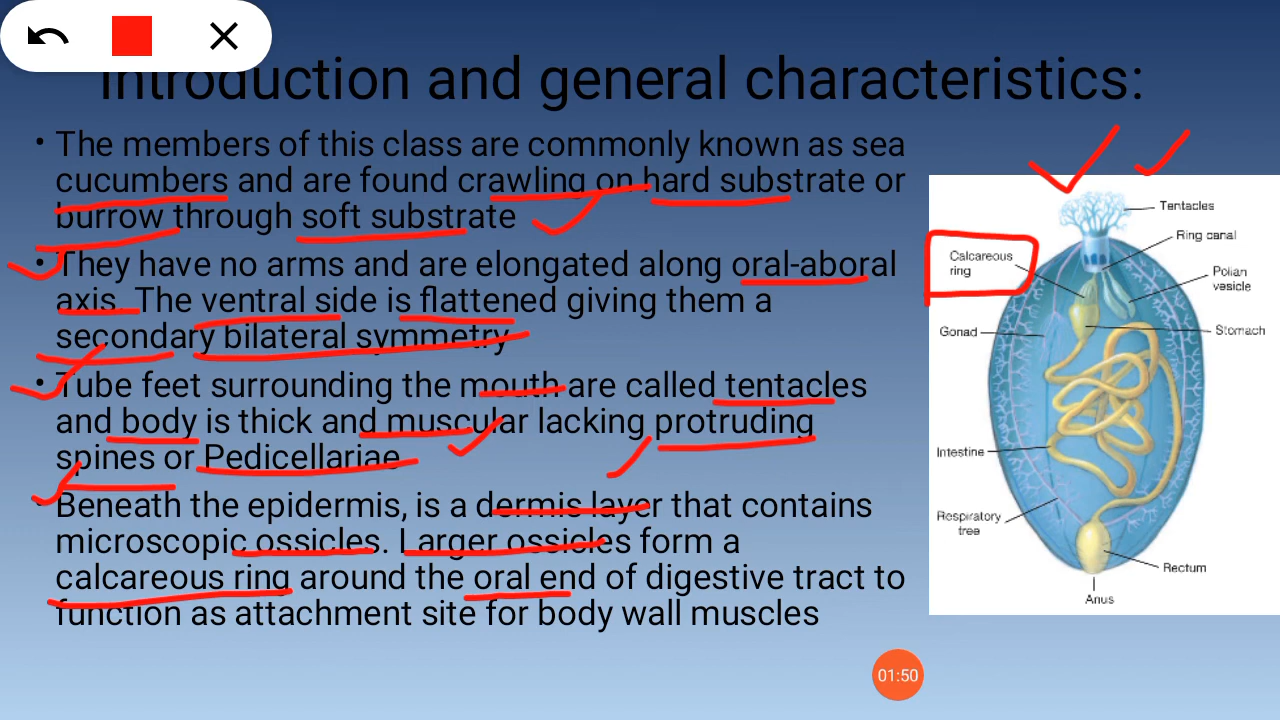 Introduction and general characteristics:
• The members of this class are commonly known as sea
cucumbers and are found crawling on hard substrate or
burrow through soft substrate
• They have no arms and are elongated along oral-aboral
axis. The ventral side is flattened giving them a
secondary bilateral symmetry
• Tube feet surrounding the mouth are called tentacles
and body is thick and muscular lacking protruding
spines or Pedicellariae
• Beneath the epidermis, is a dermis layer that contains
microscopic ossicles. Larger ossicles form a
calcareous ring around the oral end of digestive tract to
function as attachment site for body wall muscles
Tentacles
Ring canal
Calcareous
ring
Polian
vesicle
Gonad
Stomach
Intestine
Respiratory
tree
Rectum
Anus
01:50